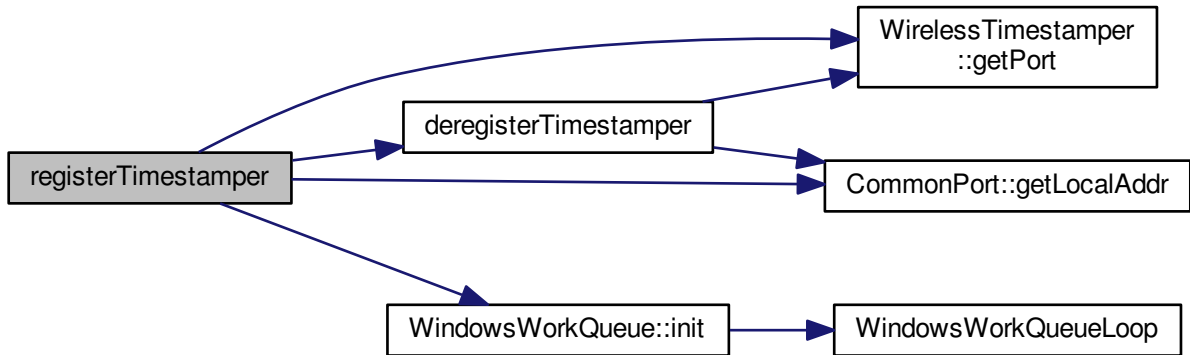 WirelessTimestamper
::getPort
deregisterTimestamper
registerTimestamper
CommonPort::getLocalAddr
WindowsWorkQueue::init
WindowsWorkQueueLoop